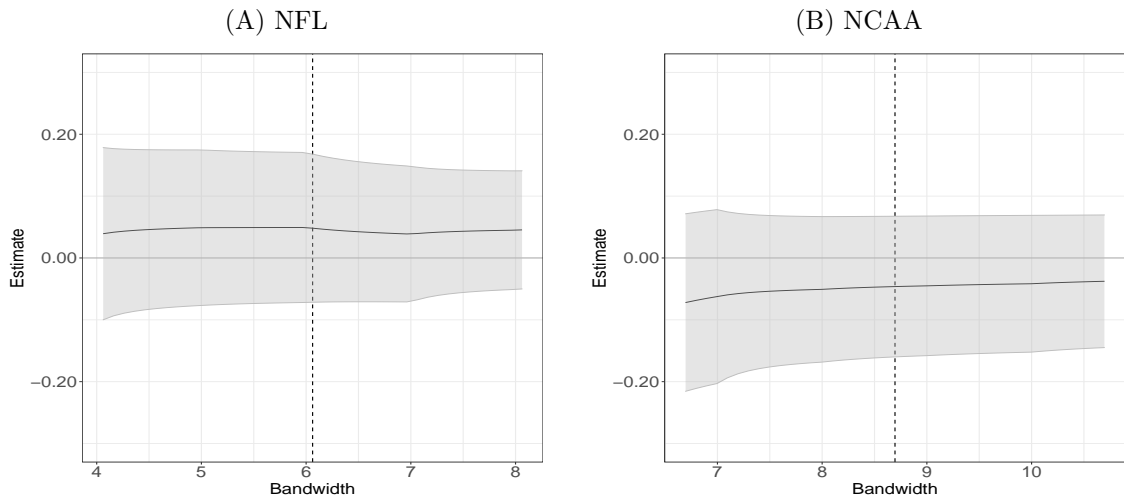 (A) NFL
Estimate
0.20
0.00
−0.20
4 5 6 7 8
Bandwidth
(B) NCAA
Estimate
0.20
0.00
−0.20
7 8 9 10
Bandwidth